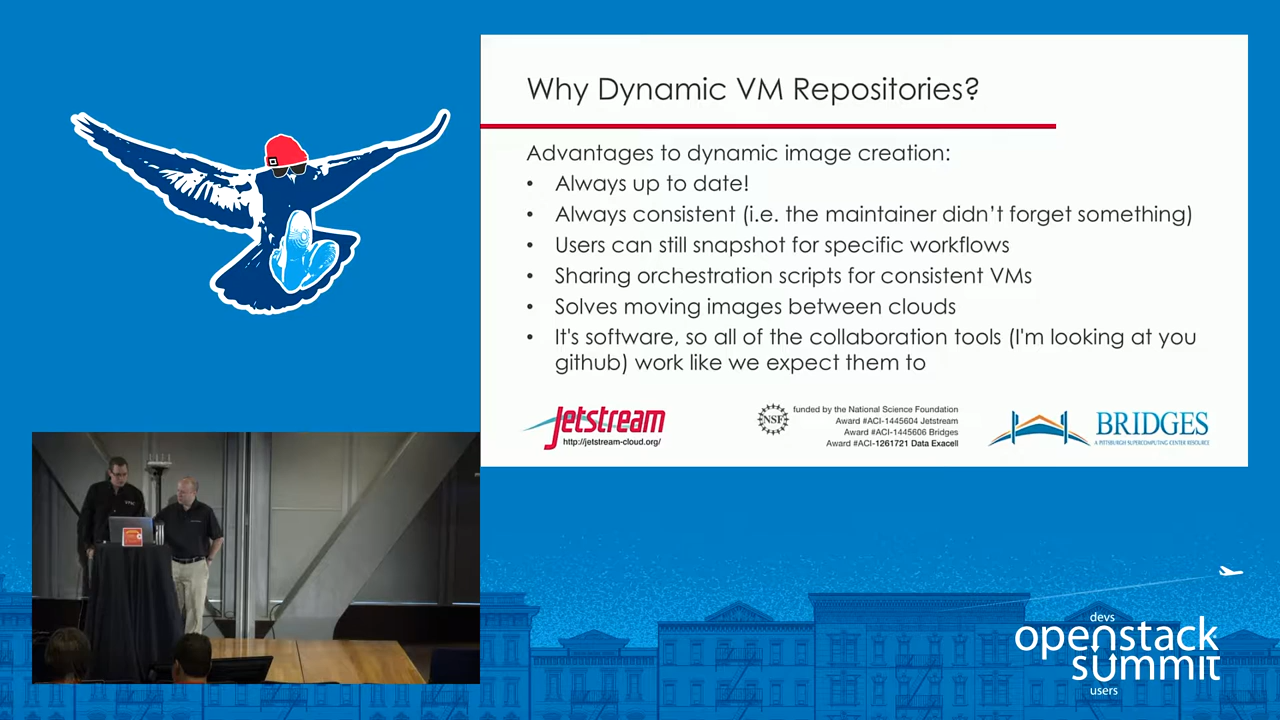 Why Dynamic VM Repositories?
Advantages to dynamic image creation:
• Always up to date!
• Always consistent (i.e. the maintainer didn't forget something)
• Users can still snapshot for specific workflows
• Sharing orchestration scripts for consistent VMs
• Solves moving images between clouds
• It's software, so all of the collaboration tools (I'm looking at you
github) work like we expect them to
Jetstream
http://jetstream-cloud.org/
NSF
funded by the National Science Foundation
Award #ACI-1445604 Jetstream
Award #ACI-1445606 Bridges
Award #ACI-1261721 Data Exacell
BRIDGES
A PITTSBURGH SUPERCOMPUTING CENTER RESOURCE
devs
openstack
summit
users